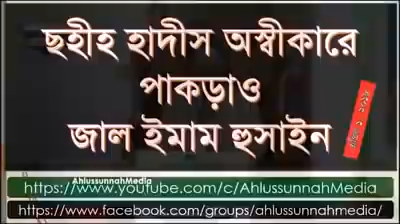 ছহীহ হাদীস অস্বীকারে
পাকড়াও
জাল ইমাম হুসাইন
AhlussunnahMedia
https://www.youtube.com/c/AhlussunnahMedia
https://www.facebook.com/groups/ahlussunnahmedia/